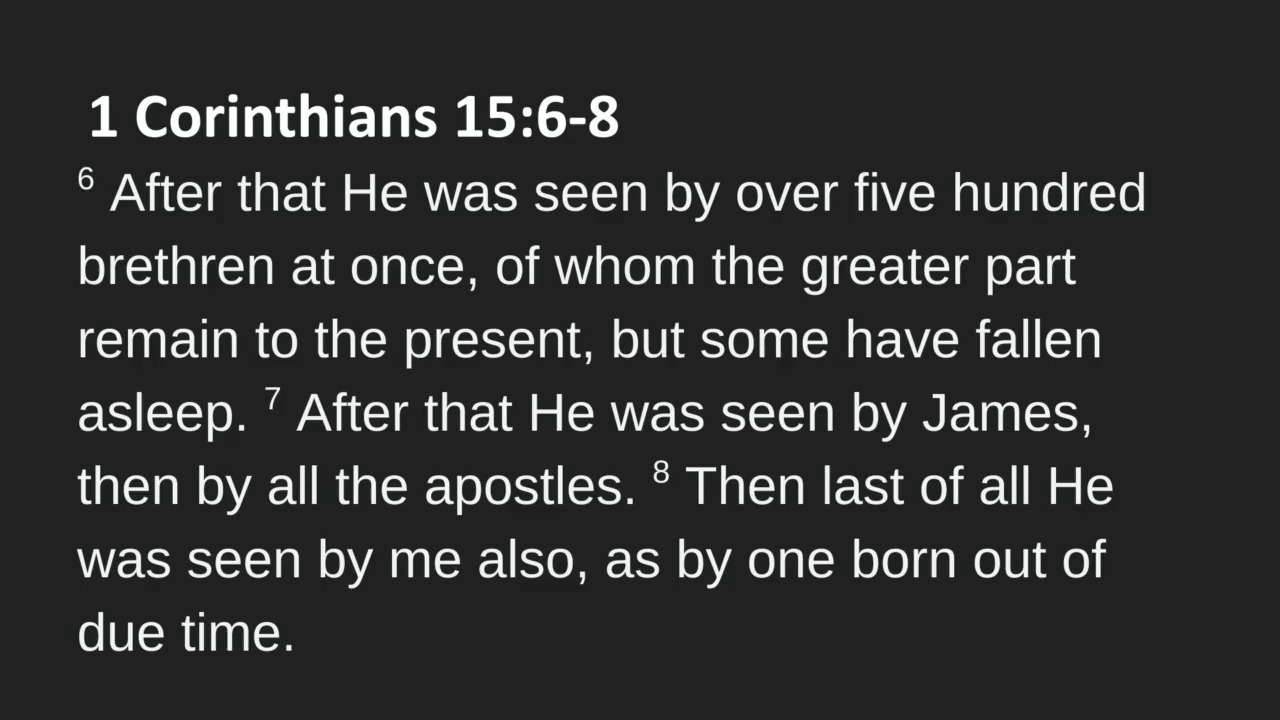 1 Corinthians 15:6-8
6 After that He was seen by over five hundred
brethren at once, of whom the greater part
remain to the present, but some have fallen
asleep. 7 After that He was seen by James,
then by all the apostles. 8 Then last of all He
was seen by me also, as by one born out of
due time.